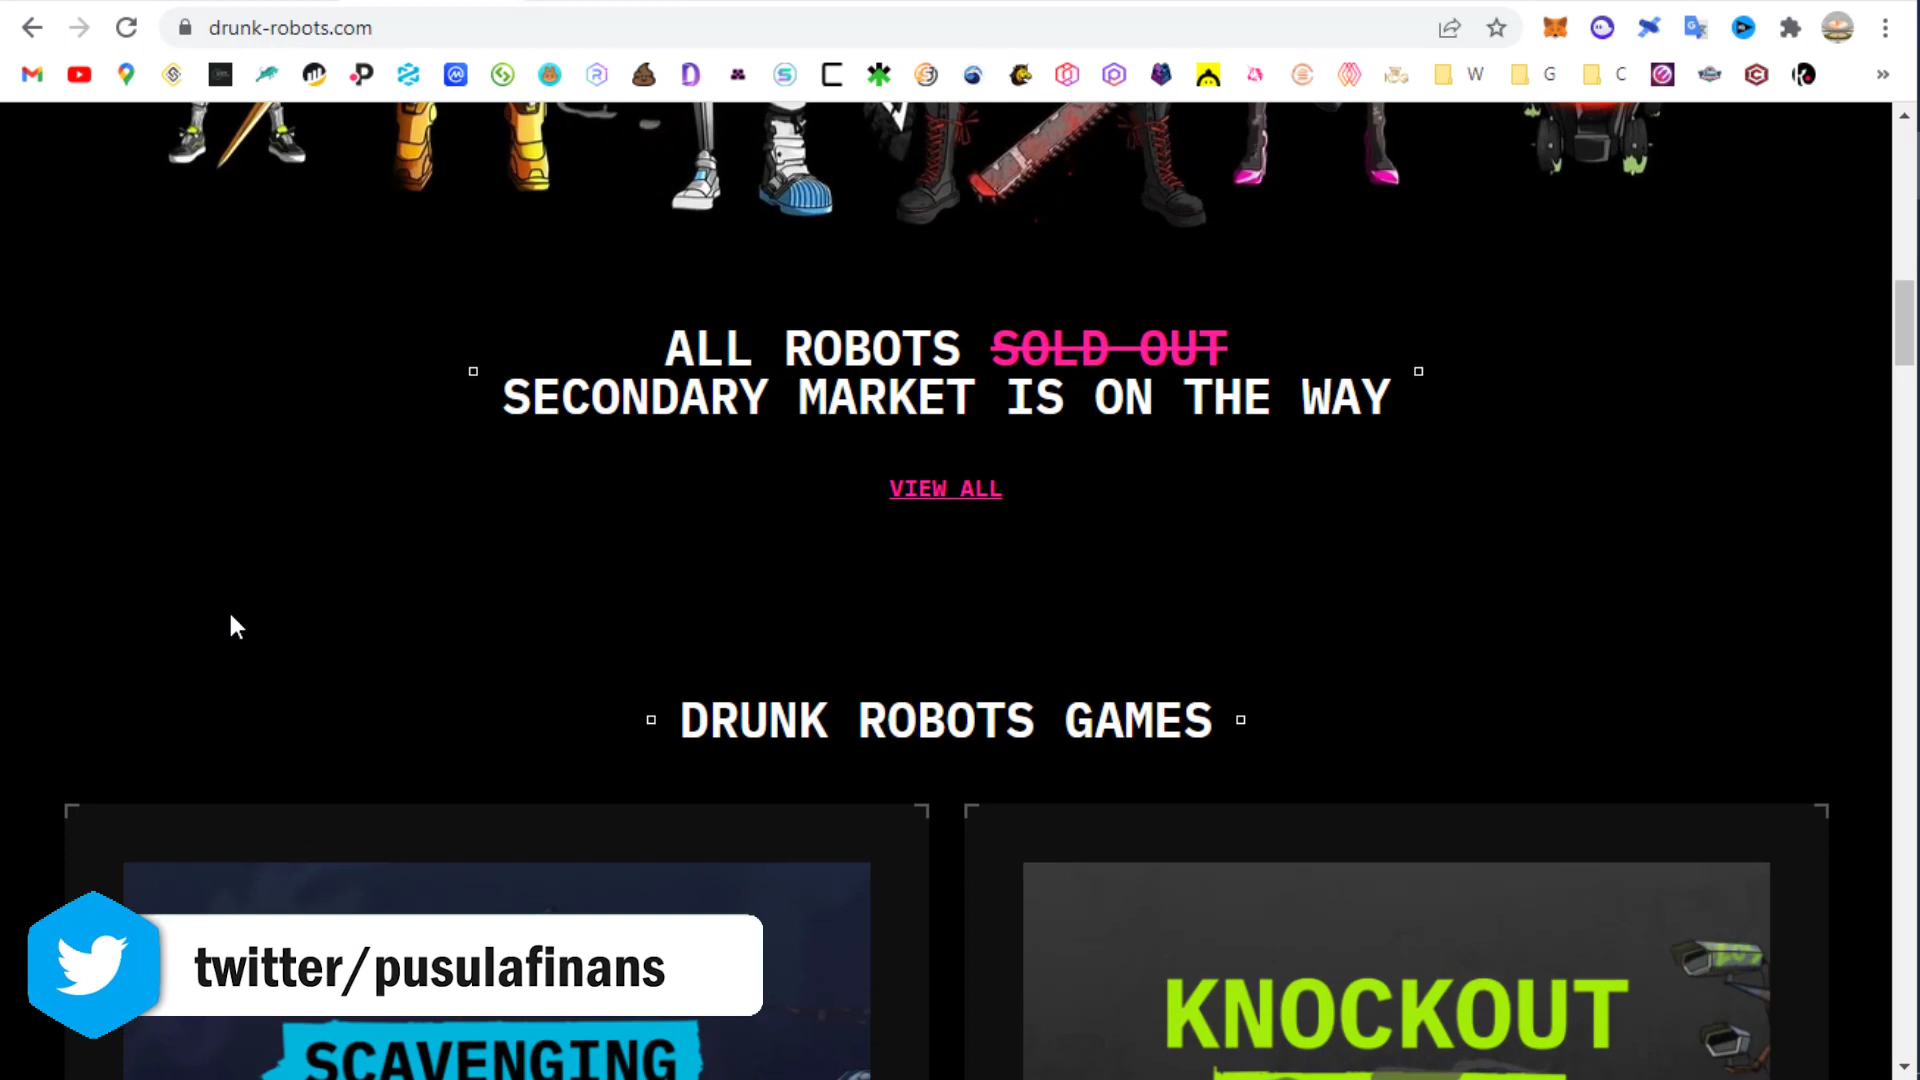 drunk-robots.com
W
G
C
ALL ROBOTS SOLD OUT
SECONDARY MARKET IS ON THE WAY
VIEW ALL
DRUNK ROBOTS GAMES
twitter/pusulafinans
SCAVENGING
KNOCKOUT